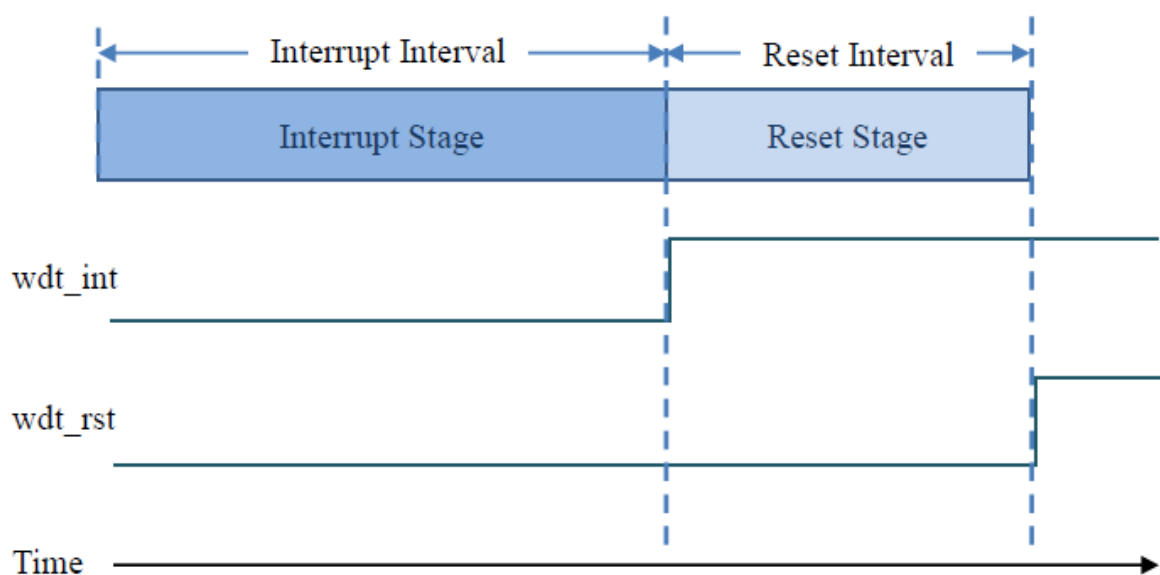 Interrupt Interval
Reset Interval
Interrupt Stage
Reset Stage
wdt_int
wdt_rst
Time